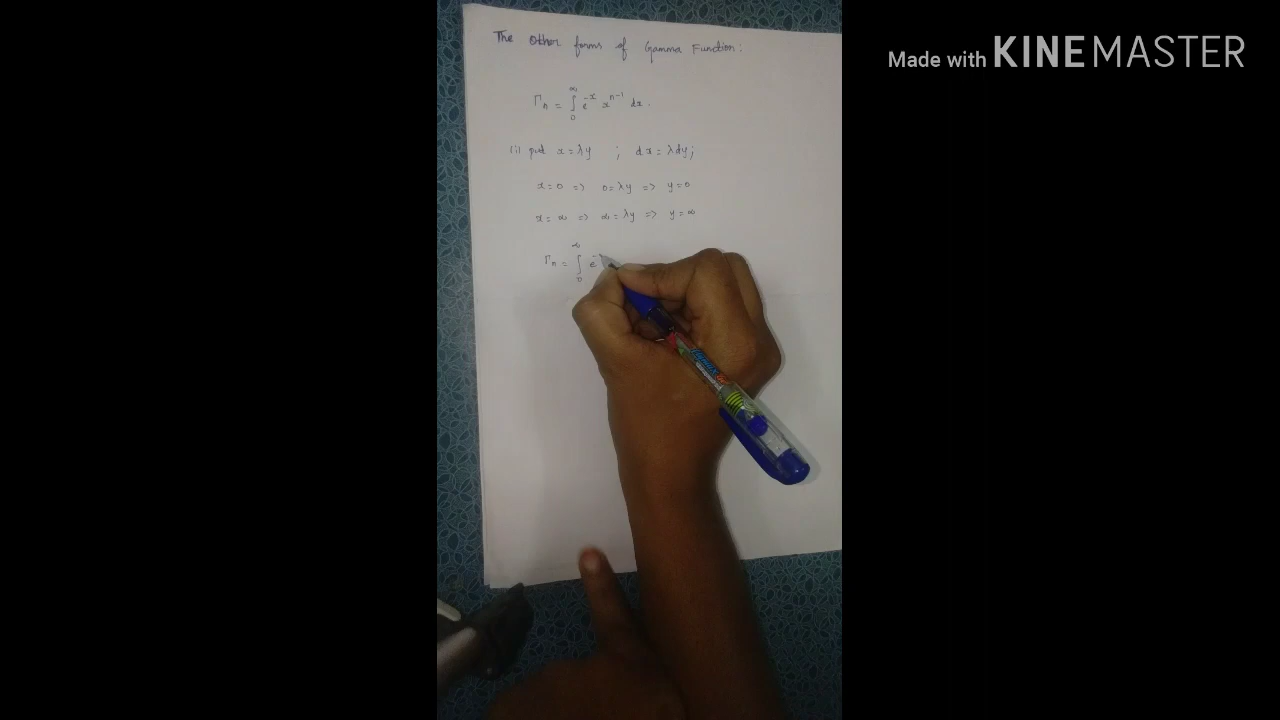 The Other forms of Gamma Function:
Made with KINEMASTER
Γn = ∫₀^∞ e^-x x^n-1 dx.
(i) put x = λy ; dx = λdy;
x = 0 => 0 = λy => y = 0
x = ∞ => ∞ = λy => y = ∞
Γn = ∫₀^∞ e^-